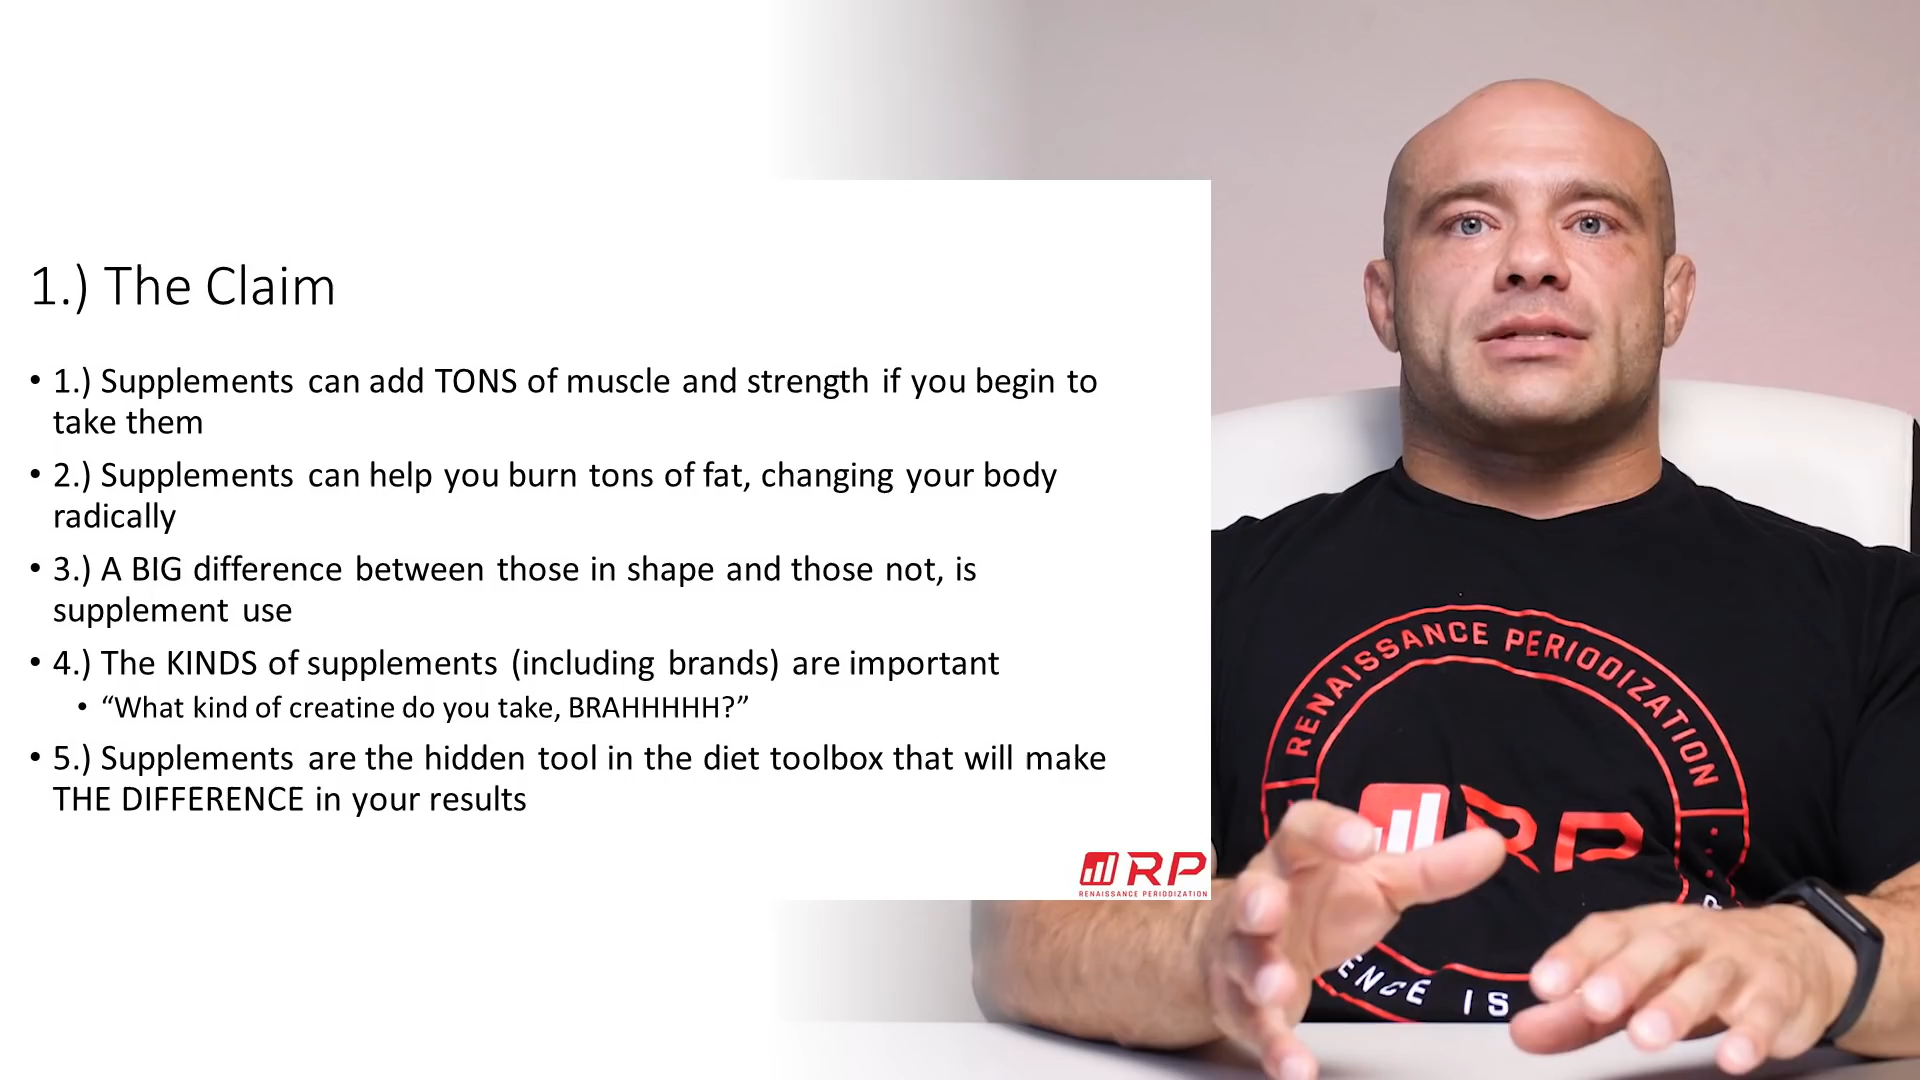 1.) The Claim
• 1.) Supplements can add TONS of muscle and strength if you begin to
take them
• 2.) Supplements can help you burn tons of fat, changing your body
radically
• 3.) A BIG difference between those in shape and those not, is
supplement use
• 4.) The KINDS of supplements (including brands) are important
• “What kind of creatine do you take, BRAHHHHH?”
• 5.) Supplements are the hidden tool in the diet toolbox that will make
THE DIFFERENCE in your results
RP
RENAISSANCE PERIODIZATION
RENAISSANCE PERIODIZATION
RP
IS